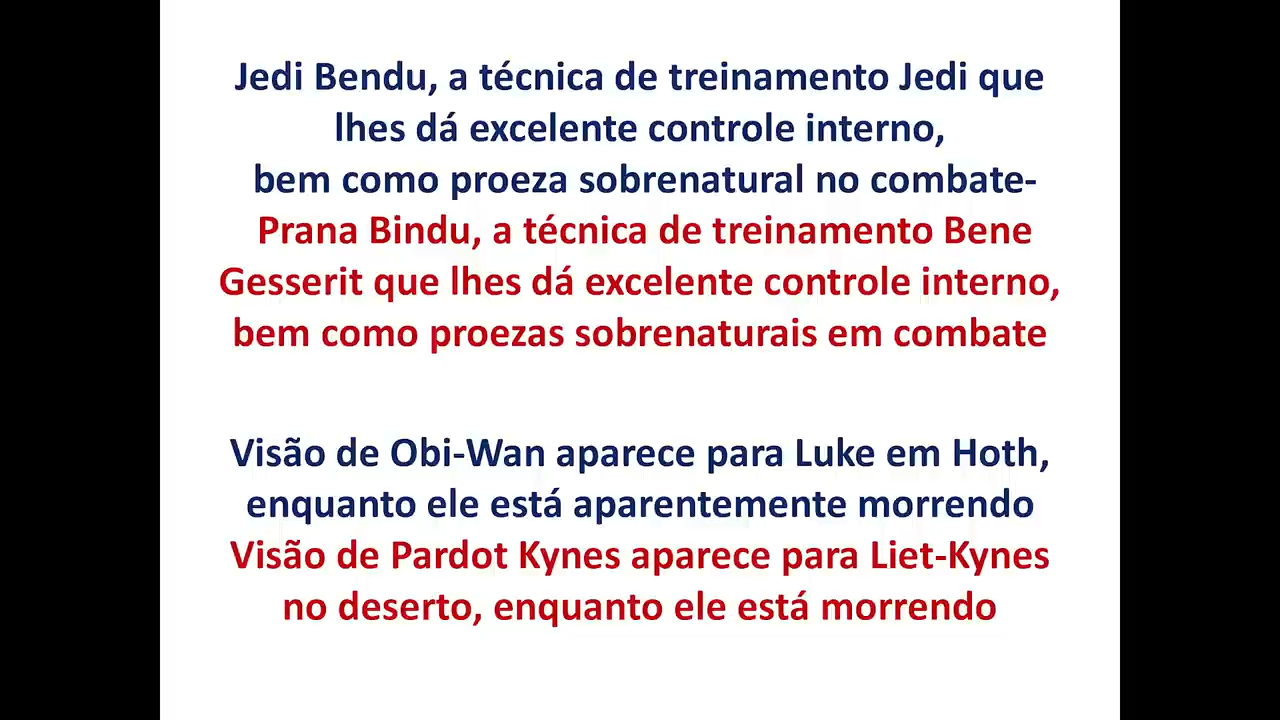 Jedi Bendu, a técnica de treinamento Jedi que
lhes dá excelente controle interno,
bem como proeza sobrenatural no combate-
Prana Bindu, a técnica de treinamento Bene
Gesserit que lhes dá excelente controle interno,
bem como proezas sobrenaturais em combate
Visão de Obi-Wan aparece para Luke em Hoth,
enquanto ele está aparentemente morrendo
Visão de Pardot Kynes aparece para Liet-Kynes
no deserto, enquanto ele está morrendo